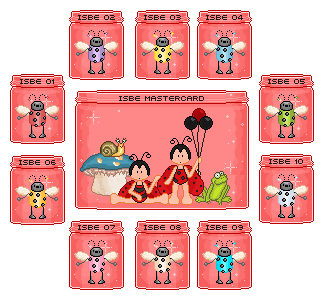 ISBE 02
ISBE 03
ISBE 04
ISBE 01
ISBE MASTERCARD
ISBE 05
ISBE 06
ISBE 10
ISBE 07
ISBE 08
ISBE 09